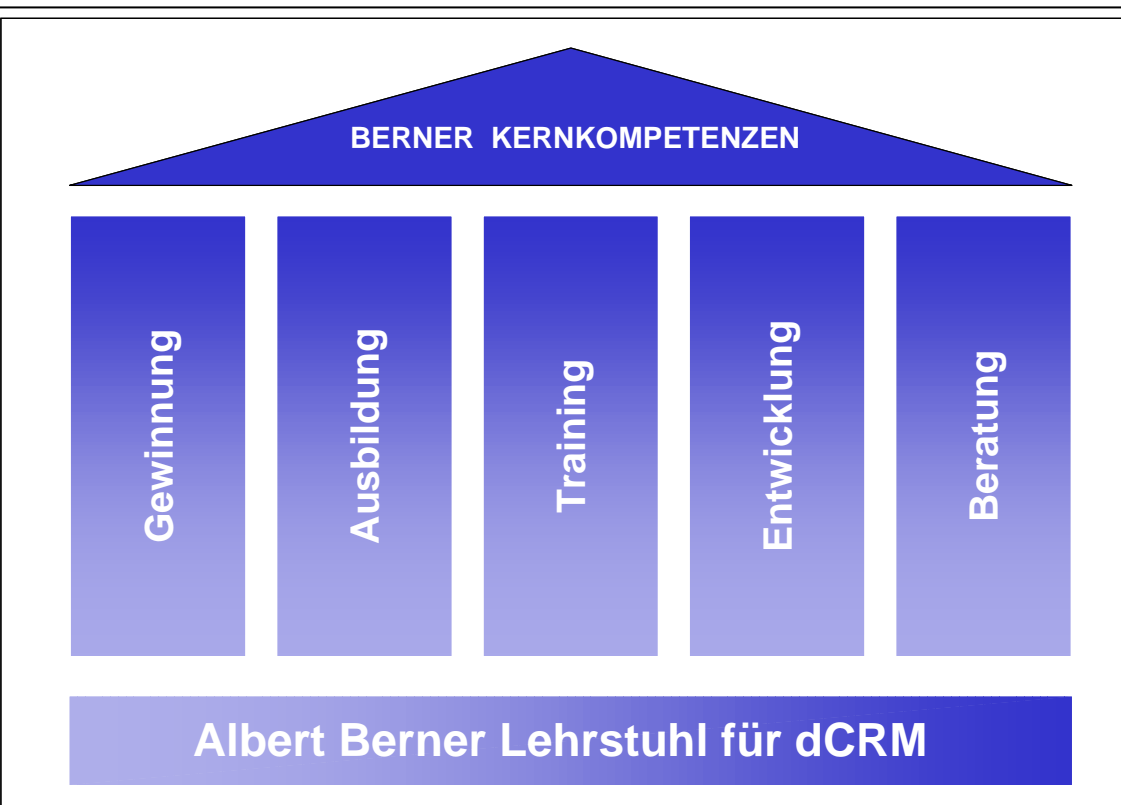 BERNER KERNKOMPETENZEN
Gewinnung
Ausbildung
Training
Entwicklung
Beratung
Albert Berner Lehrstuhl für dCRM